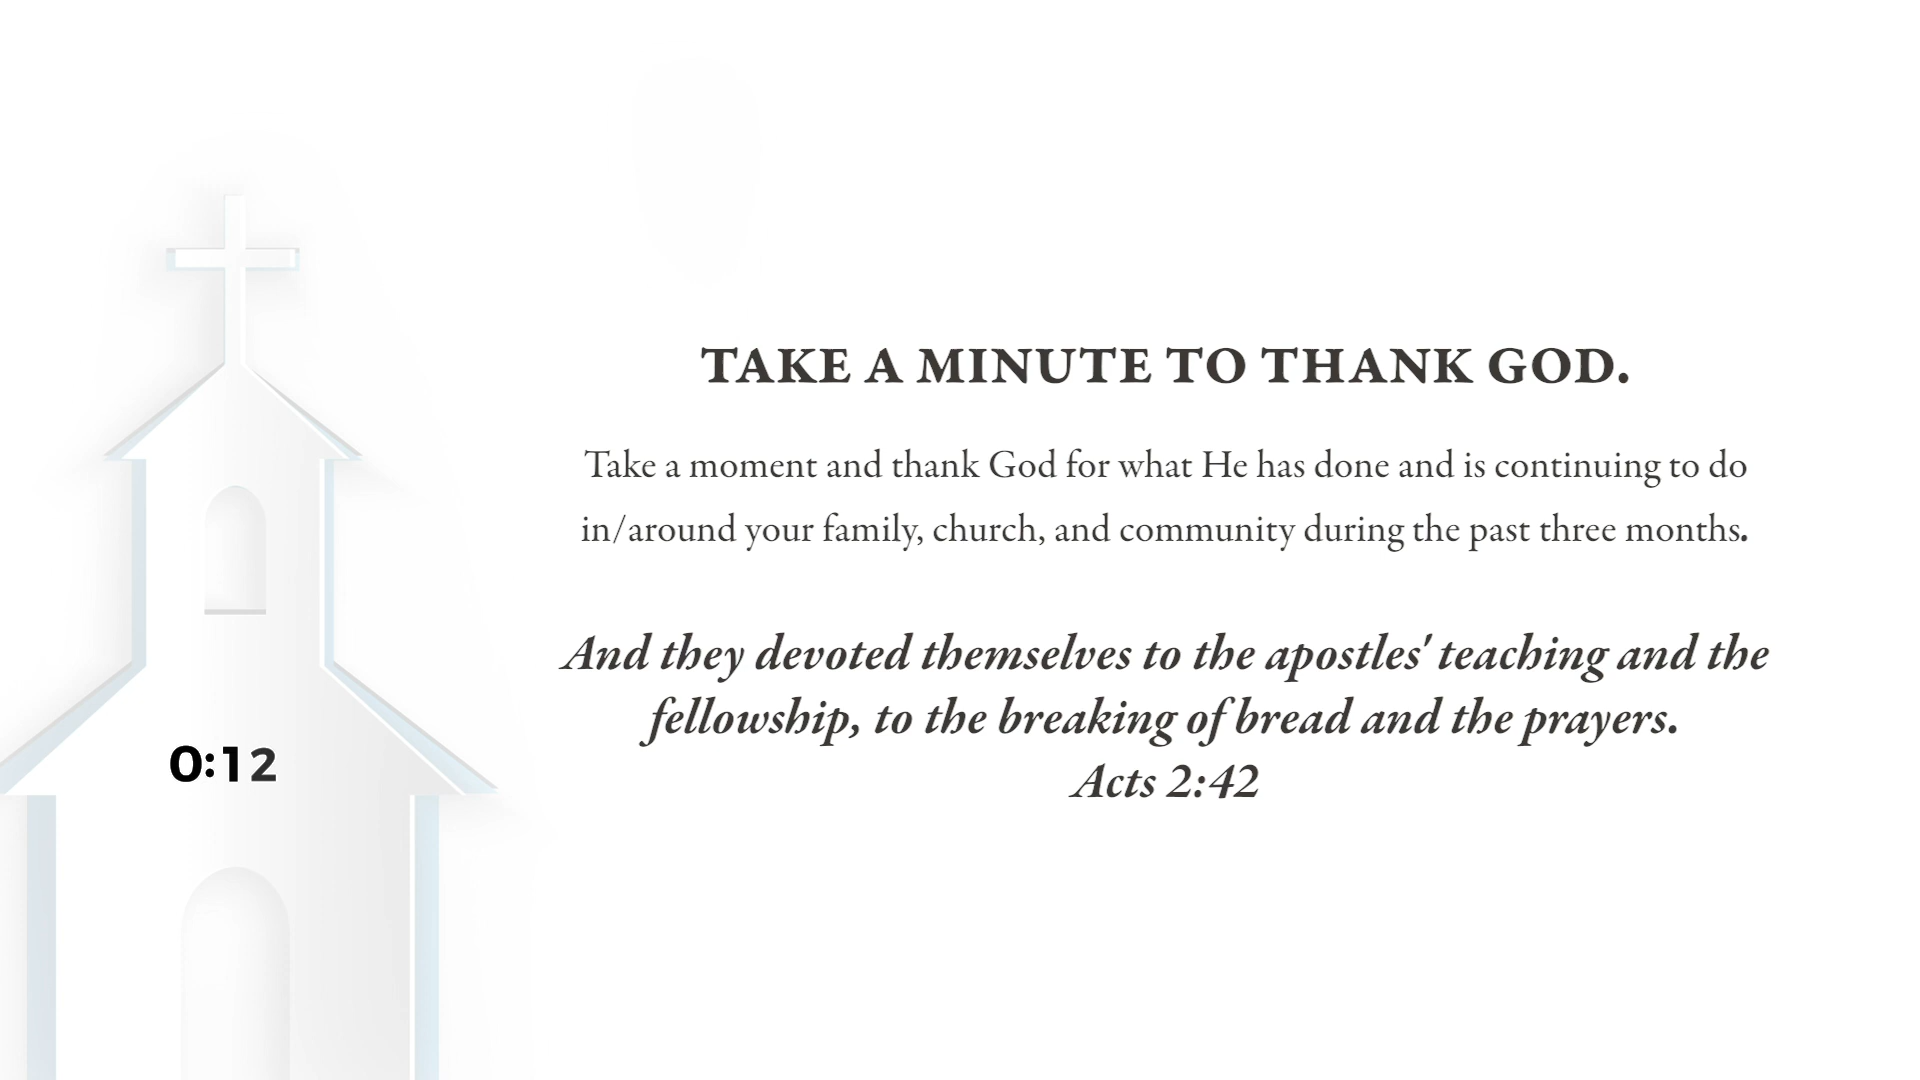 TAKE A MINUTE TO THANK GOD.
Take a moment and thank God for what He has done and is continuing to do
in/around your family, church, and community during the past three months.
And they devoted themselves to the apostles' teaching and the
fellowship, to the breaking of bread and the prayers.
Acts 2:42
0:12